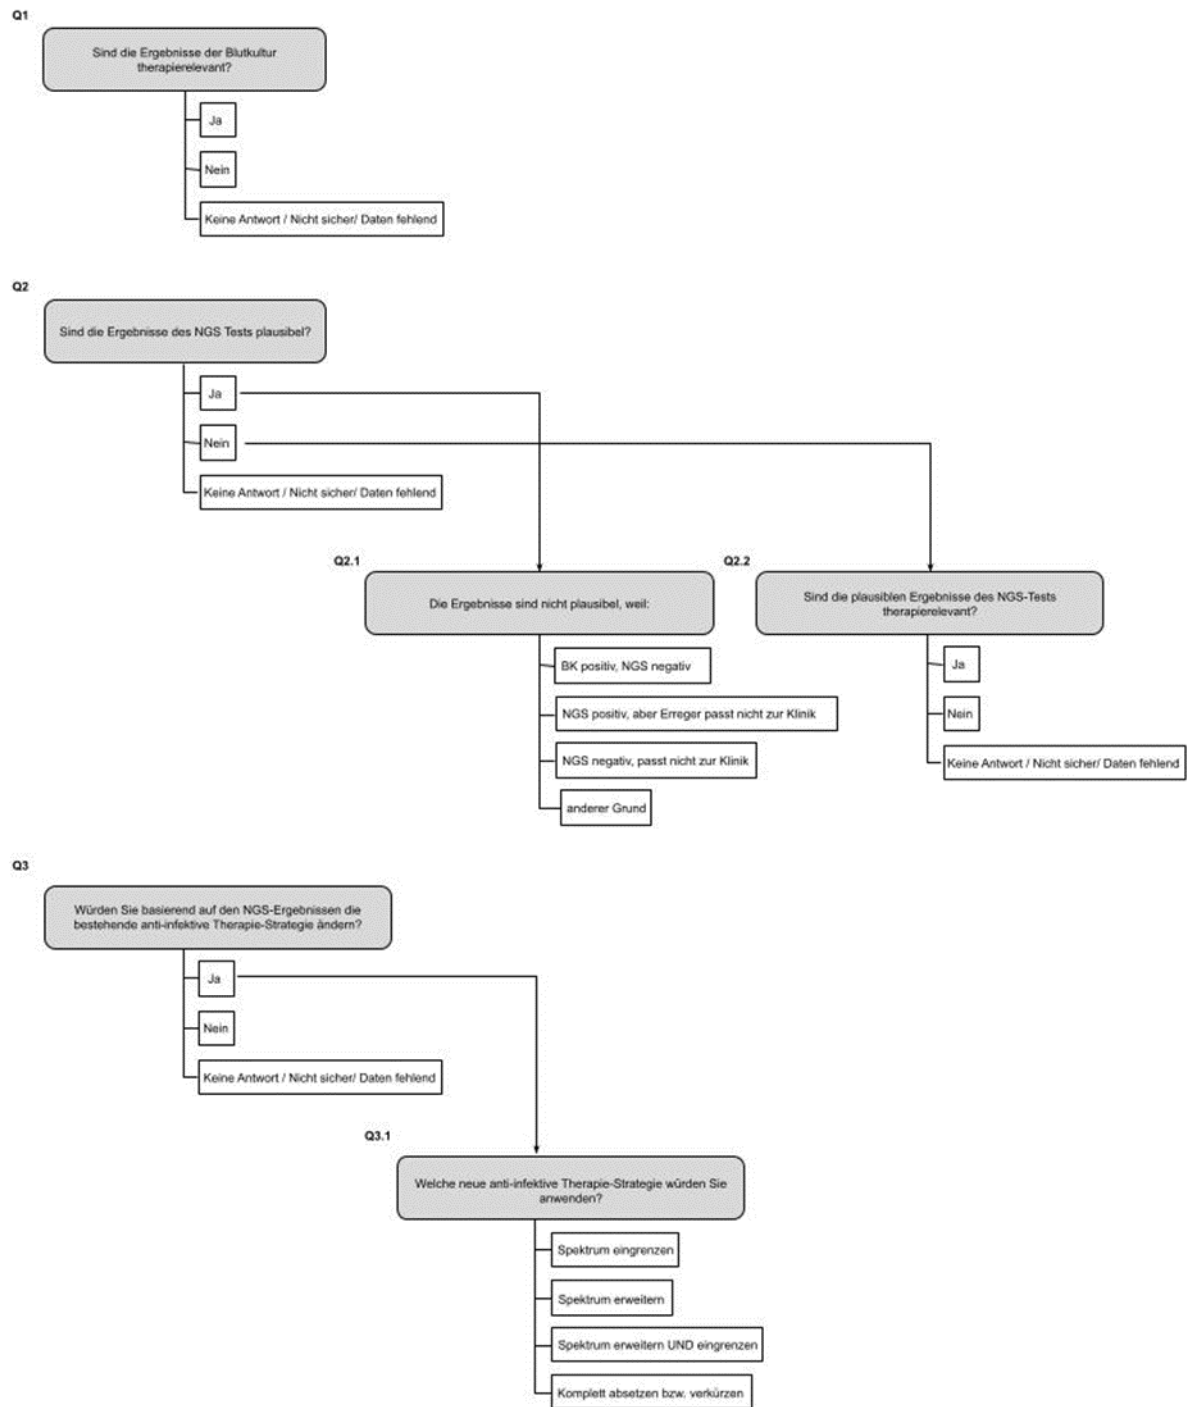 Q1
Sind die Ergebnisse der Blutkultur
therapierelevant?
Ja
Nein
Keine Antwort / Nicht sicher/ Daten fehlend
Q2
Sind die Ergebnisse des NGS Tests plausibel?
Ja
Nein
Keine Antwort / Nicht sicher/ Daten fehlend
Q2.1
Die Ergebnisse sind nicht plausibel, weil:
BK positiv, NGS negativ
NGS positiv, aber Erreger passt nicht zur Klinik
NGS negativ, passt nicht zur Klinik
anderer Grund
Q2.2
Sind die plausiblen Ergebnisse des NGS-Tests
therapierelevant?
Ja
Nein
Keine Antwort / Nicht sicher/ Daten fehlend
Q3
Würden Sie basierend auf den NGS-Ergebnissen die
bestehende anti-infektive Therapie-Strategie ändern?
Ja
Nein
Keine Antwort / Nicht sicher/ Daten fehlend
Q3.1
Welche neue anti-infektive Therapie-Strategie würden Sie
anwenden?
Spektrum eingrenzen
Spektrum erweitern
Spektrum erweitern UND eingrenzen
Komplett absetzen bzw. verkürzen